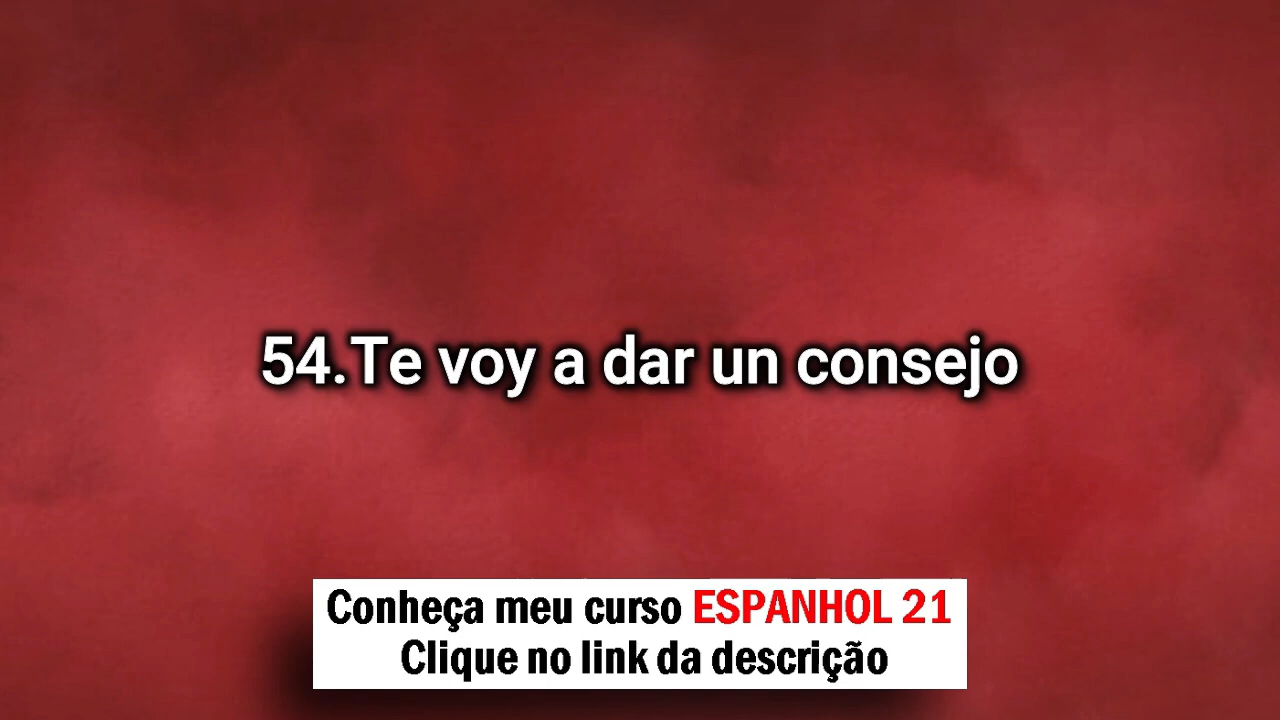 54.Te voy a dar un consejo
Conheça meu curso ESPANHOL 21
Clique no link da descrição